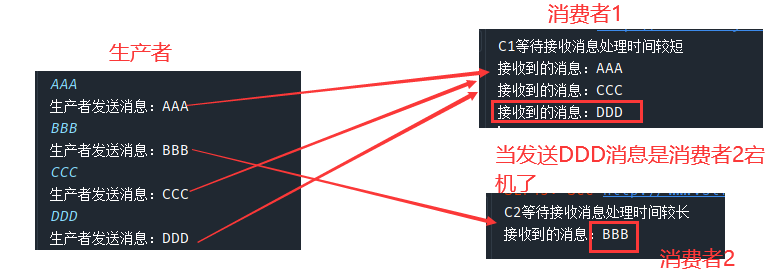 生产者
AAA
生产者发送消息：AAA
BBB
生产者发送消息：BBB
CCC
生产者发送消息：CCC
DDD
生产者发送消息：DDD
消费者1
C1等待接收消息处理时间较短
接收到的消息：AAA
接收到的消息：CCC
接收到的消息：DDD
当发送DDD消息是消费者2宕
机了
C2等待接收消息处理时间较长
接收到的消息：BBB
消费者2